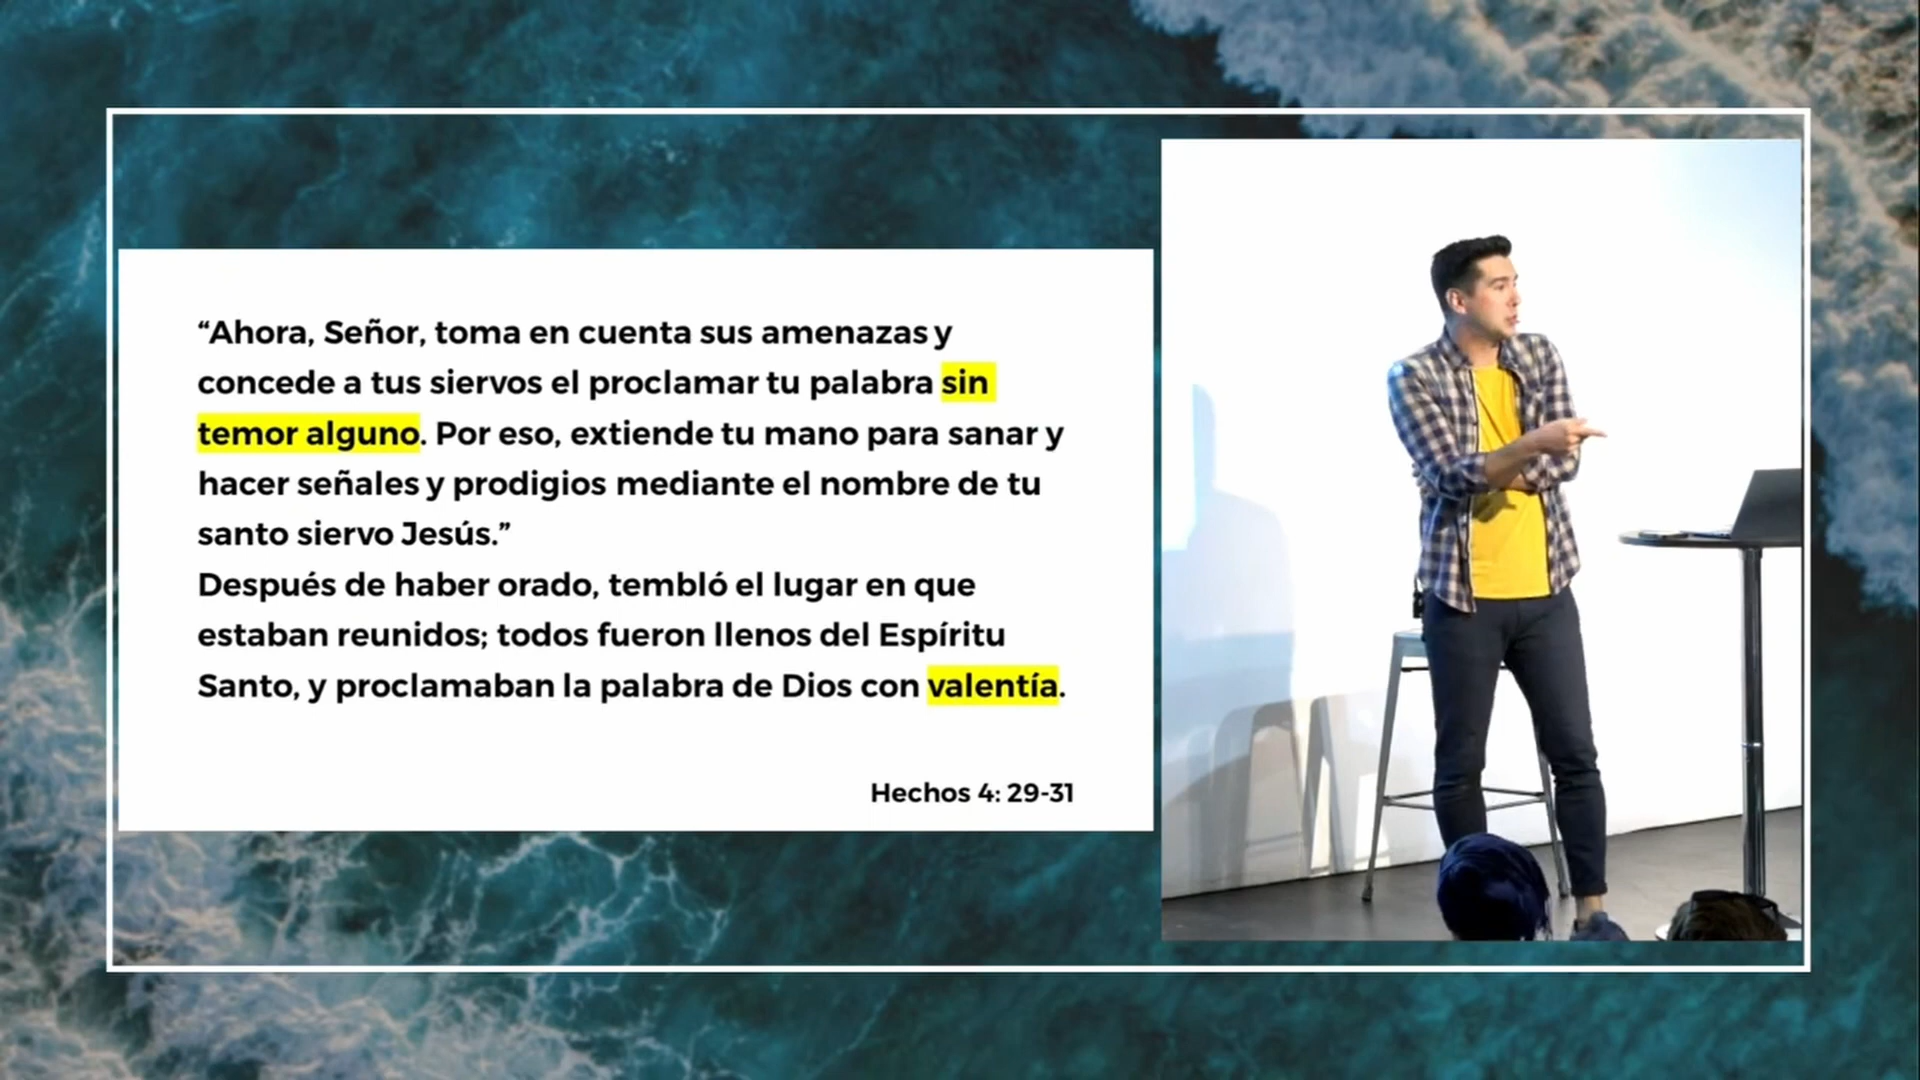 “Ahora, Señor, toma en cuenta sus amenazas y
concede a tus siervos el proclamar tu palabra sin
temor alguno. Por eso, extiende tu mano para sanar y
hacer señales y prodigios mediante el nombre de tu
santo siervo Jesús.”
Después de haber orado, tembló el lugar en que
estaban reunidos; todos fueron llenos del Espíritu
Santo, y proclamaban la palabra de Dios con valentía.
Hechos 4: 29-31